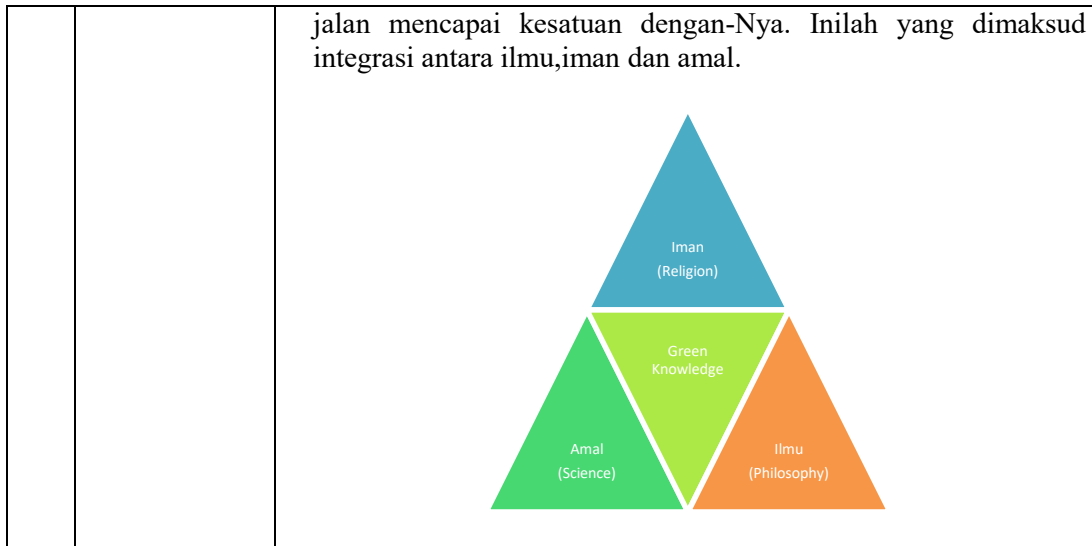 jalan mencapai kesatuan dengan-Nya. Inilah yang dimaksud
integrasi antara ilmu,iman dan amal.
Iman
(Religion)
Green
Knowledge
Amal
(Science)
Ilmu
(Philosophy)